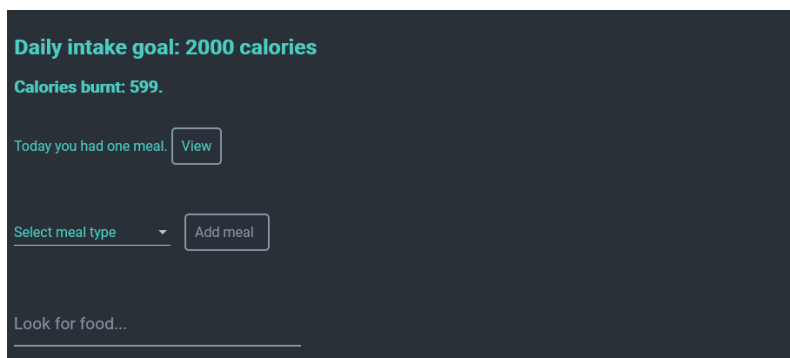 Daily intake goal: 2000 calories
Calories burnt: 599.
Today you had one meal. View
Select meal type Add meal
Look for food...